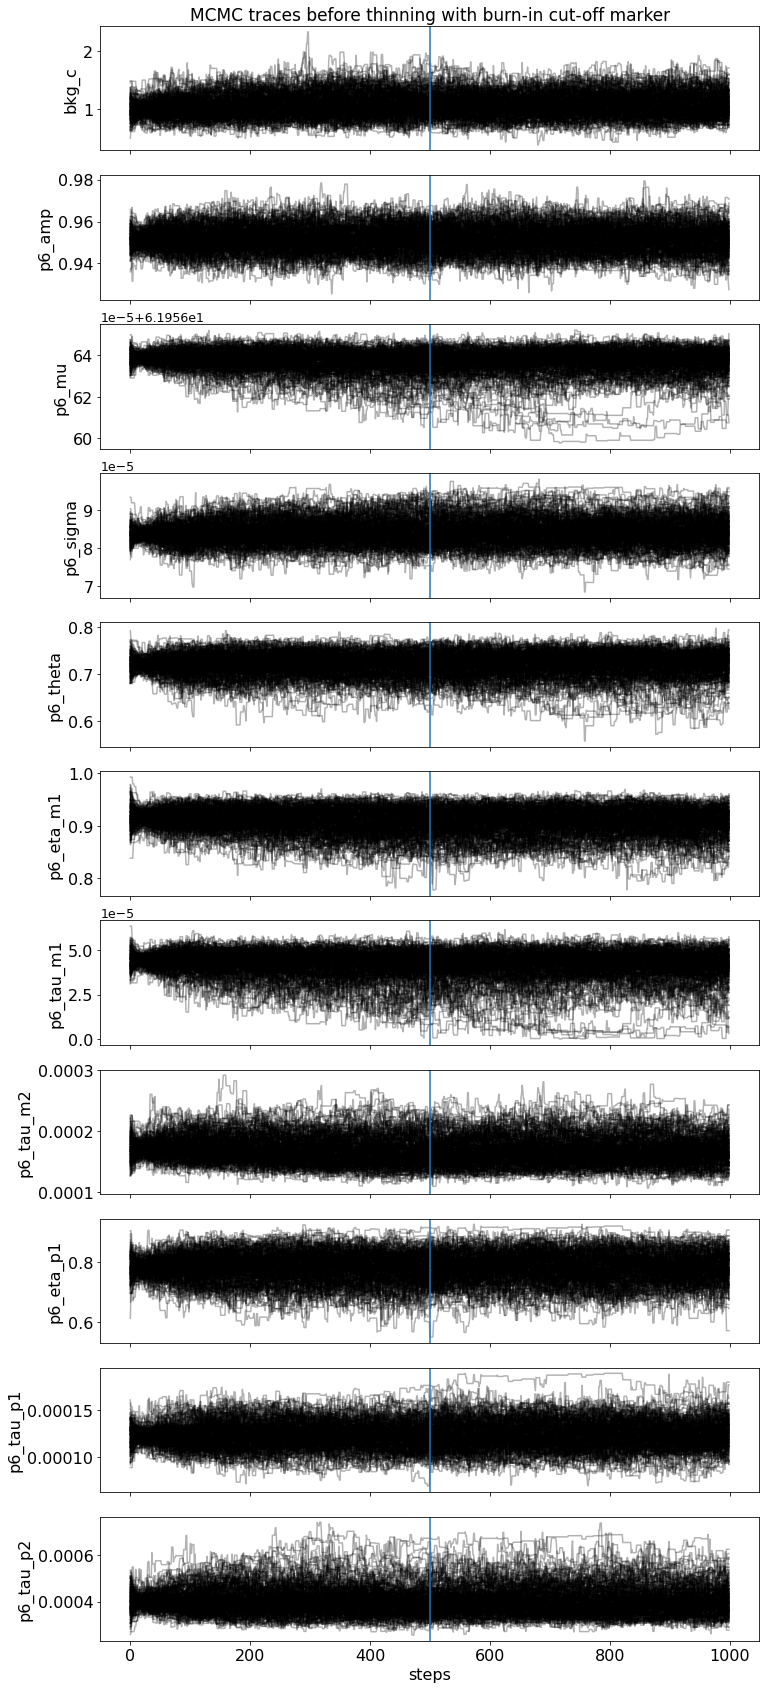 MCMC traces before thinning with burn-in cut-off marker
bkg_c
2
1
p6_amp
0.98
0.96
0.94
1e-5+6.1956e1
p6_mu
64
62
60
1e-5
p6_sigma
9
8
7
p6_theta
0.8
0.7
0.6
p6_eta_m1
1.0
0.9
0.8
1e-5
p6_tau_m1
5.0
2.5
0.0
p6_tau_m2
0.0003
0.0002
0.0001
p6_eta_p1
0.8
0.6
p6_tau_p1
0.00015
0.00010
p6_tau_p2
0.0006
0.0004
0 200 400 600 800 1000
steps